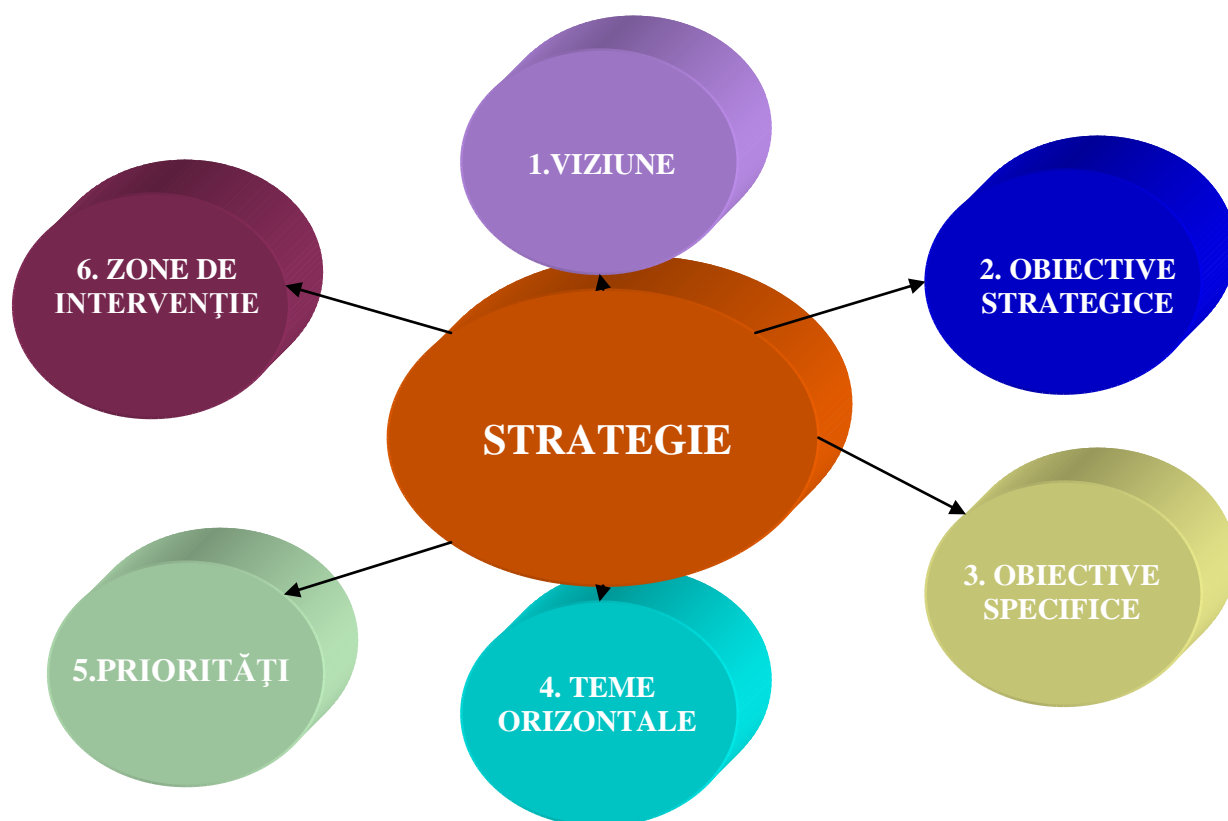 1.VIZIUNE
2. OBIECTIVE
STRATEGICE
3. OBIECTIVE
SPECIFICE
4. TEME
ORIZONTALE
5.PRIORITĂŢI
6. ZONE DE
INTERVENŢIE
STRATEGIE